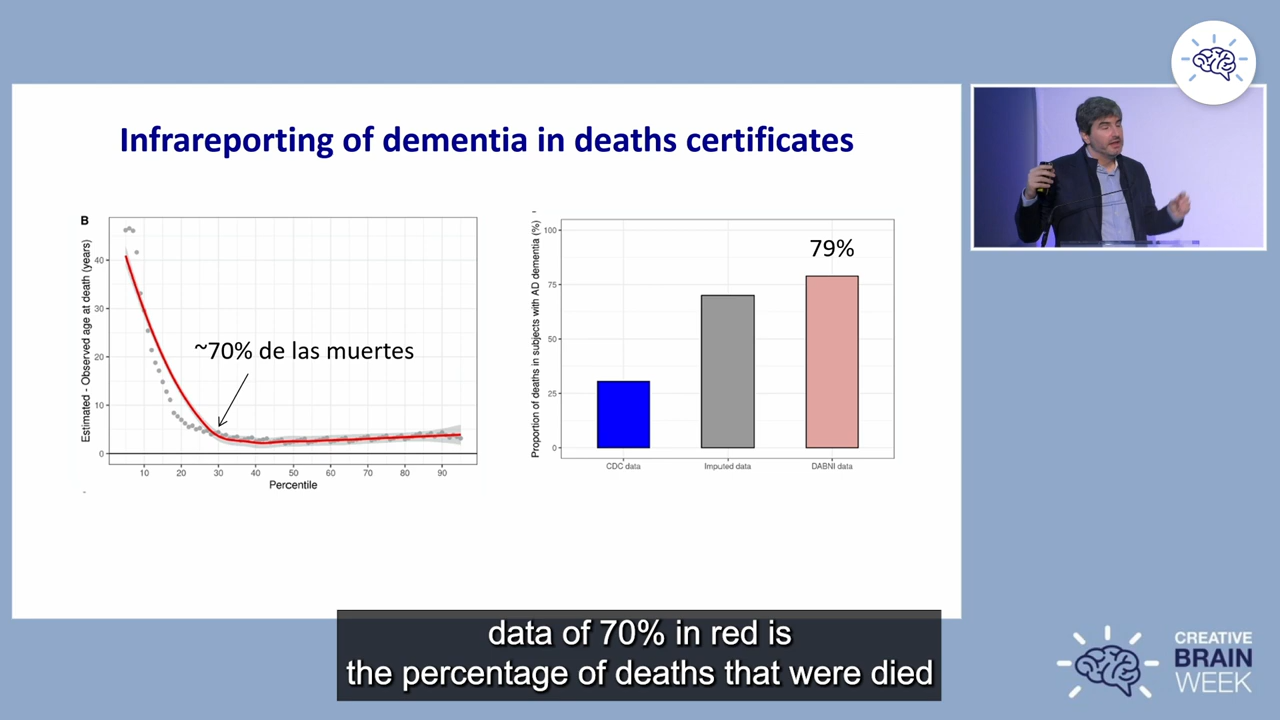 Infrareporting of dementia in deaths certificates
B
Estimated - Observed age at death (years)
40
30
20
10
0
~70% de las muertes
10 20 30 40 50 60 70 80 90
Percentile
Proportion of deaths in subjects with AD dementia (%)
100
75
50
25
0
79%
CDC data Imputed data DABNI data
data of 70% in red is
the percentage of deaths that were died
CREATIVE
BRAIN
WEEK